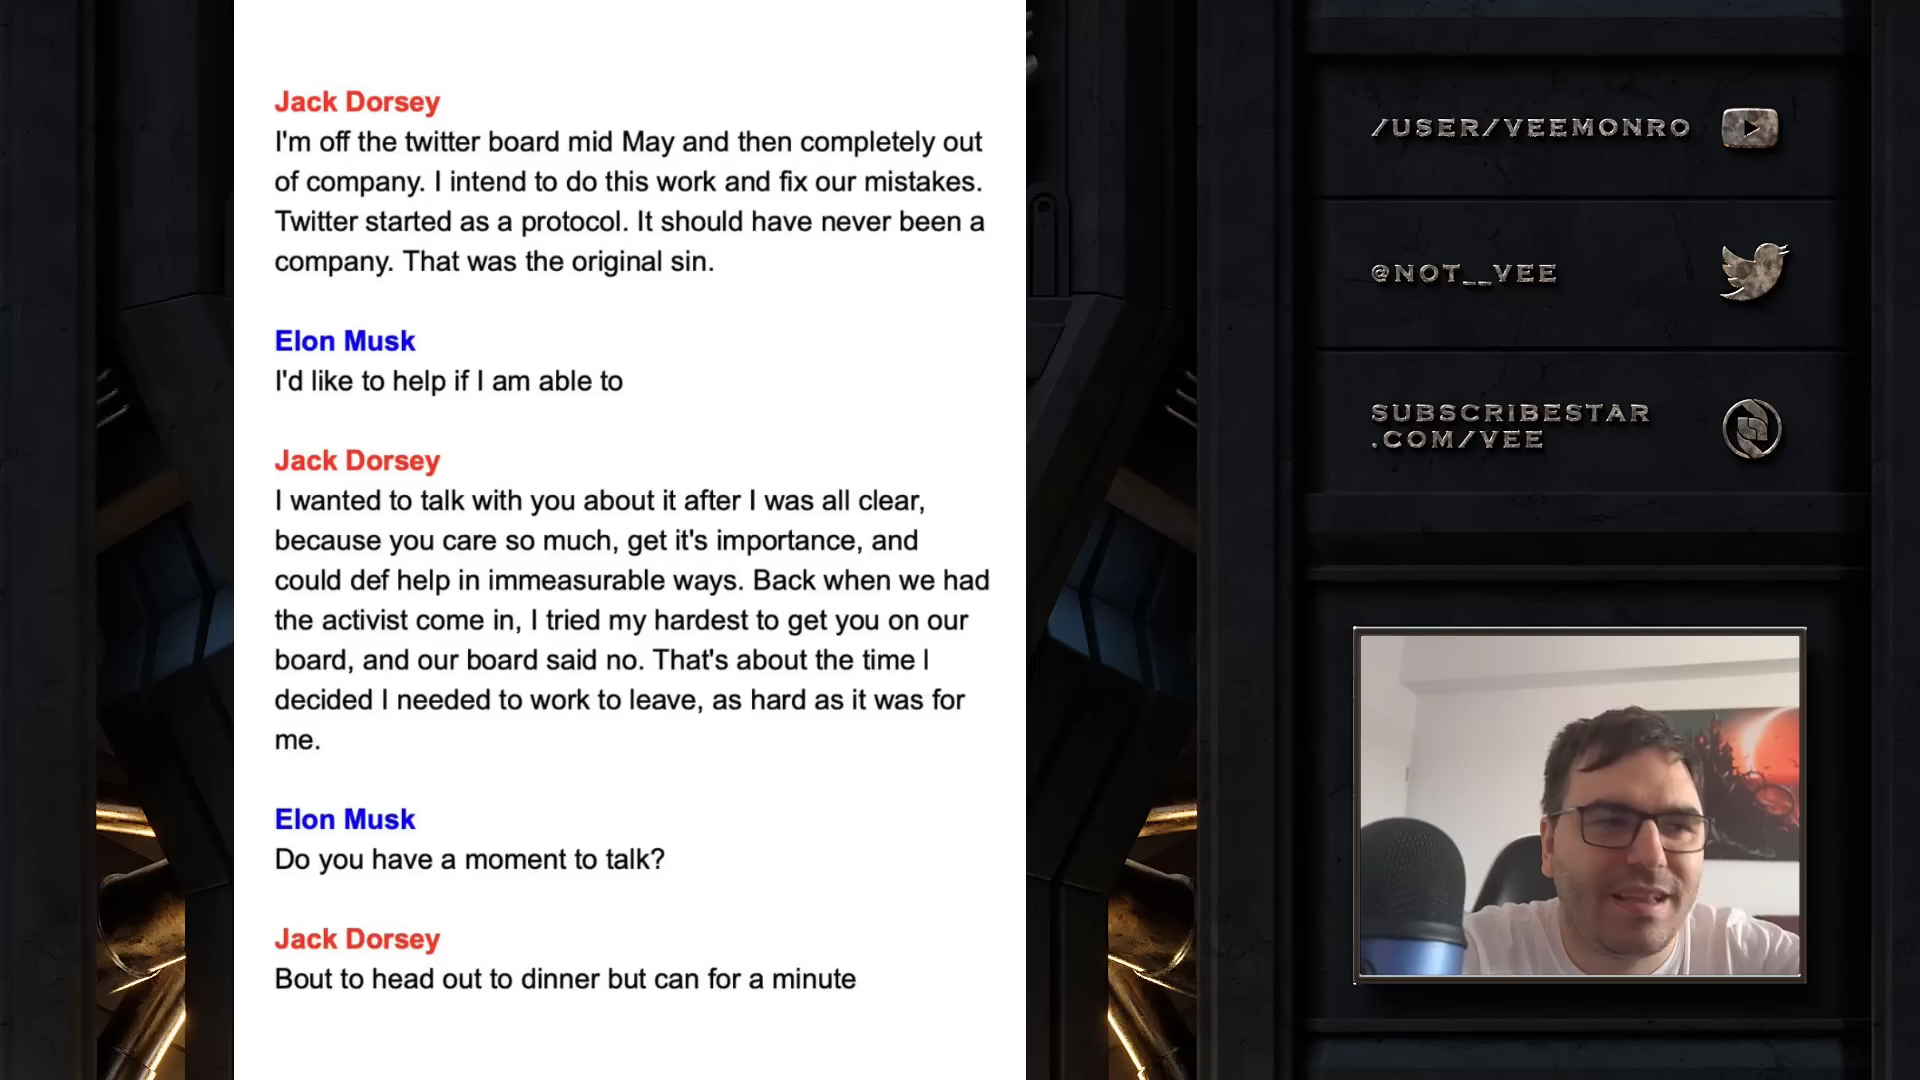 Jack Dorsey
I'm off the twitter board mid May and then completely out
of company. I intend to do this work and fix our mistakes.
Twitter started as a protocol. It should have never been a
company. That was the original sin.
Elon Musk
I'd like to help if I am able to
Jack Dorsey
I wanted to talk with you about it after I was all clear,
because you care so much, get it's importance, and
could def help in immeasurable ways. Back when we had
the activist come in, I tried my hardest to get you on our
board, and our board said no. That's about the time I
decided I needed to work to leave, as hard as it was for
me.
Elon Musk
Do you have a moment to talk?
Jack Dorsey
Bout to head out to dinner but can for a minute
/USER/VEEMONRO
@NOT__VEE
SUBSCRIBESTAR
.COM/VEE